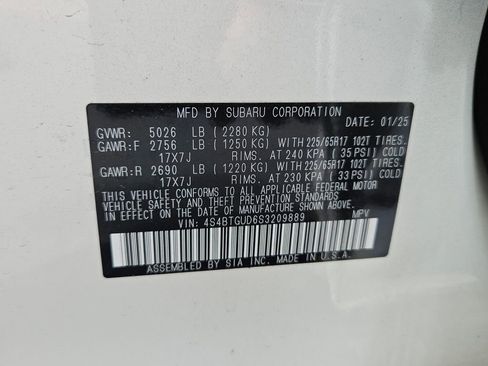 MFD BY SUBARU CORPORATION
DATE: 01/25
GVWR: 5026 LB (2280 KG)
GAWR:F 2756 LB (1250 KG) WITH 225/65R17 102T TIRES.
17X7J RIMS. AT 240 KPA (35 PSI) COLD
GAWR:R 2690 LB (1220 KG) WITH 225/65R17 102T TIRES.
17X7J RIMS. AT 230 KPA (33 PSI) COLD
THIS VEHICLE CONFORMS TO ALL APPLICABLE FEDERAL MOTOR
VEHICLE SAFETY AND THEFT PREVENTION STANDARDS
IN EFFECT ON THE DATE OF MANUFACTURE SHOWN ABOVE.
VIN: 4S4BTGUD6S3209889 MPV
ASSEMBLED BY SIA INC. MADE IN U.S.A.